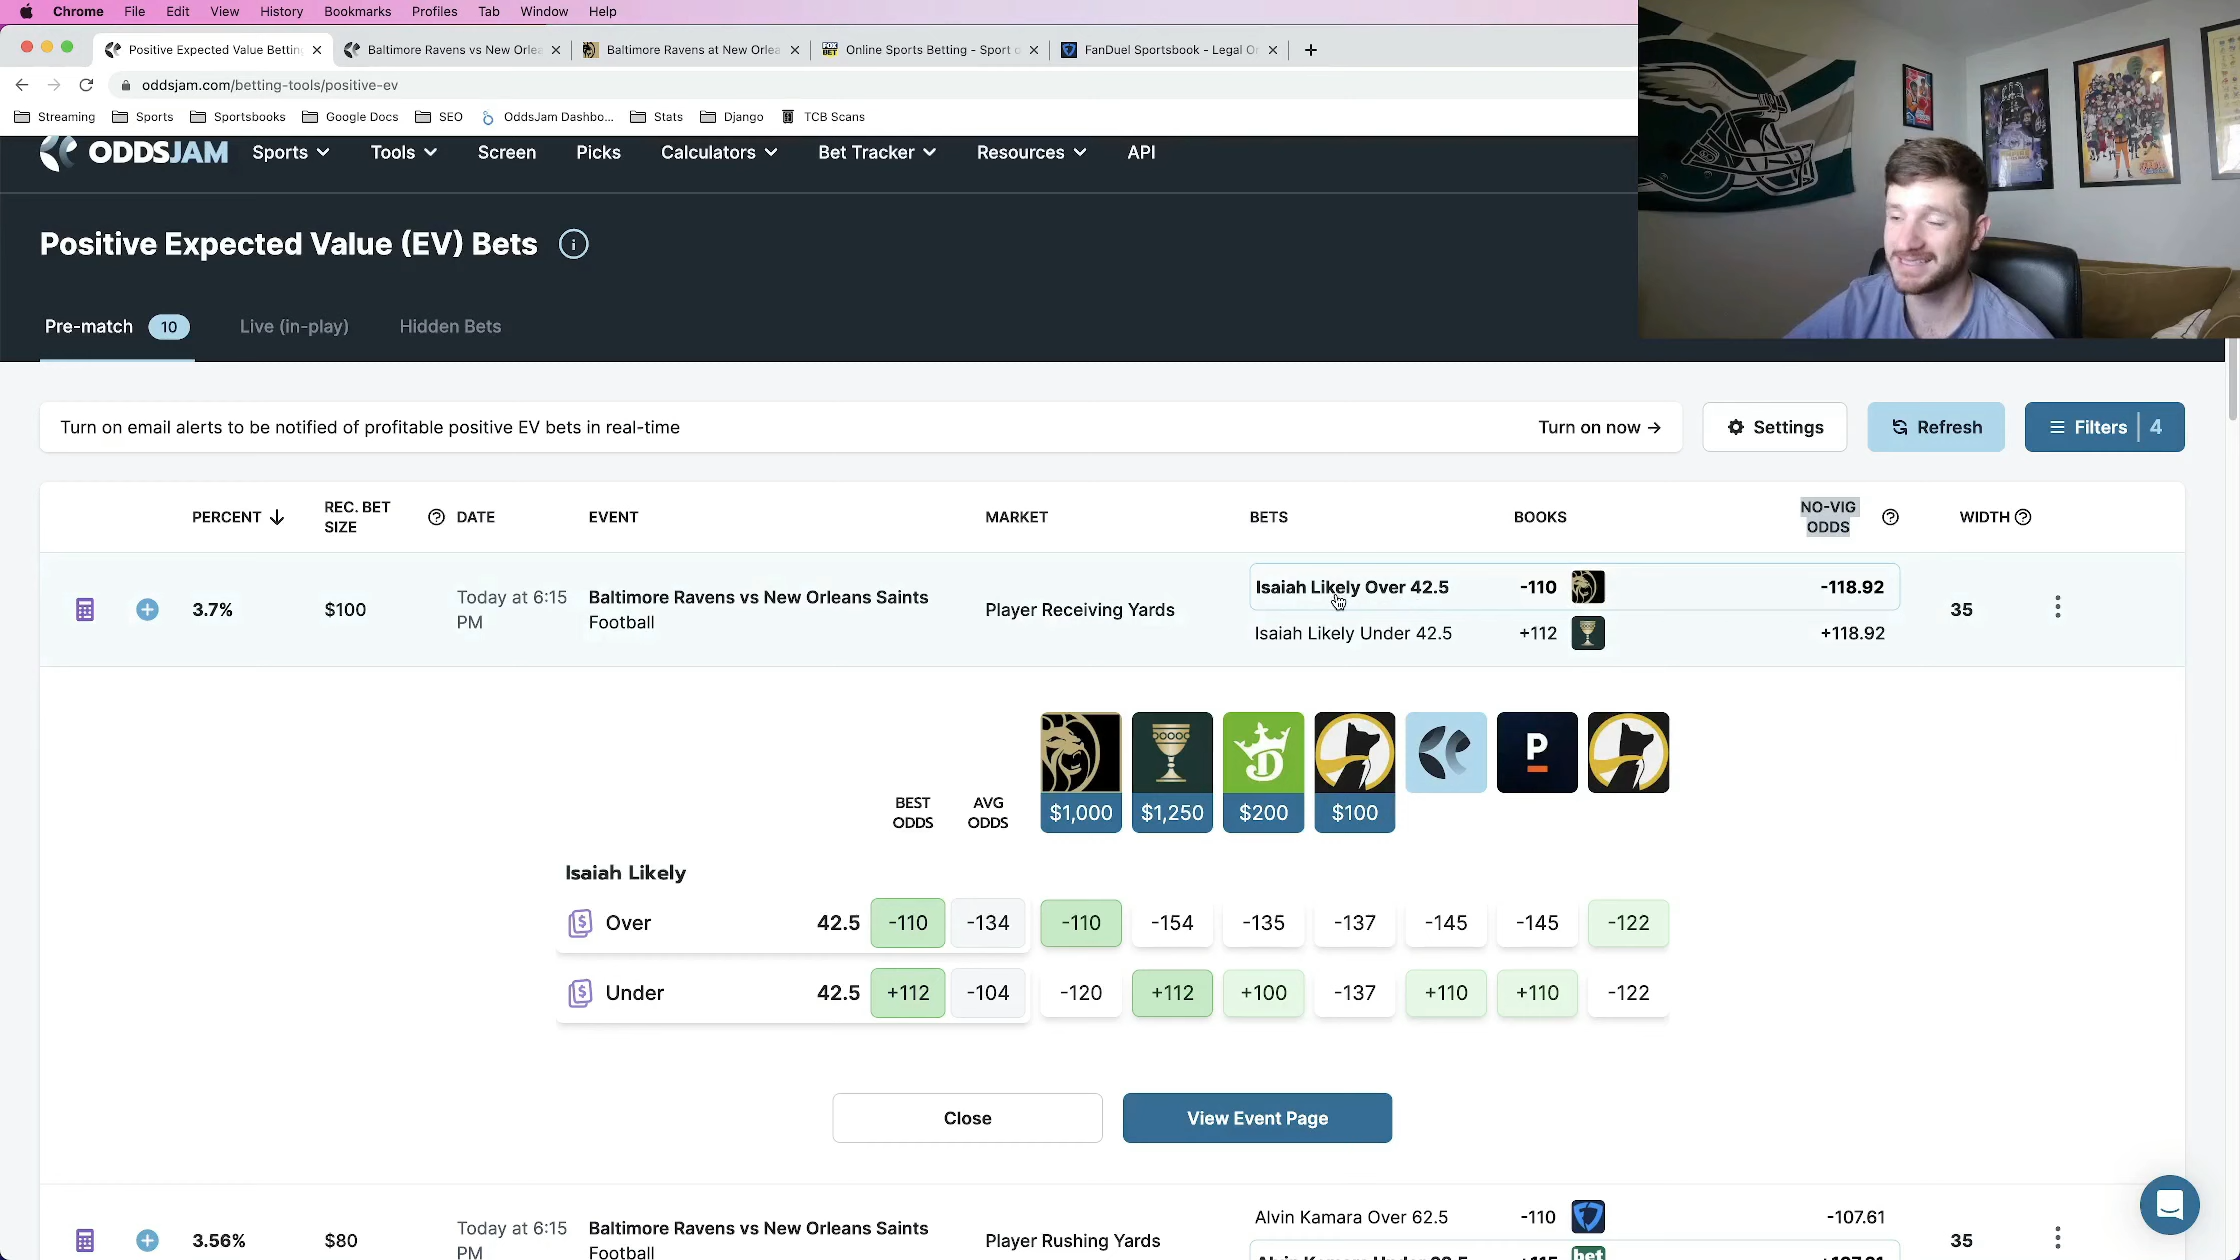 Chrome File Edit View History Bookmarks Profiles Tab Window Help
Positive Expected Value Bettin Baltimore Ravens vs New Orlea Baltimore Ravens at New Orlea Online Sports Betting - Sport o FanDuel Sportsbook - Legal On
oddsjam.com/betting-tools/positive-ev
Streaming Sports Sportsbooks Google Docs SEO OddsJam Dashbo... Stats Django TCB Scans
ODDSJAM Sports Tools Screen Picks Calculators Bet Tracker Resources API
Positive Expected Value (EV) Bets
Pre-match 10 Live (in-play) Hidden Bets
Turn on email alerts to be notified of profitable positive EV bets in real-time Turn on now → Settings Refresh Filters 4
PERCENT ↓ REC. BET SIZE DATE EVENT MARKET BETS BOOKS NO-VIG ODDS WIDTH
3.7% $100 Today at 6:15 PM Baltimore Ravens vs New Orleans Saints Football Player Receiving Yards Isaiah Likely Over 42.5 -110 -118.92 35
Isaiah Likely Under 42.5 +112 +118.92
BEST ODDS AVG ODDS $1,000 $1,250 $200 $100 P
Isaiah Likely
Over 42.5 -110 -134 -110 -154 -135 -137 -145 -145 -122
Under 42.5 +112 -104 -120 +112 +100 -137 +110 +110 -122
Close View Event Page
3.56% $80 Today at 6:15 PM Baltimore Ravens vs New Orleans Saints Football Player Rushing Yards Alvin Kamara Over 62.5 -110 -107.61 35
bet